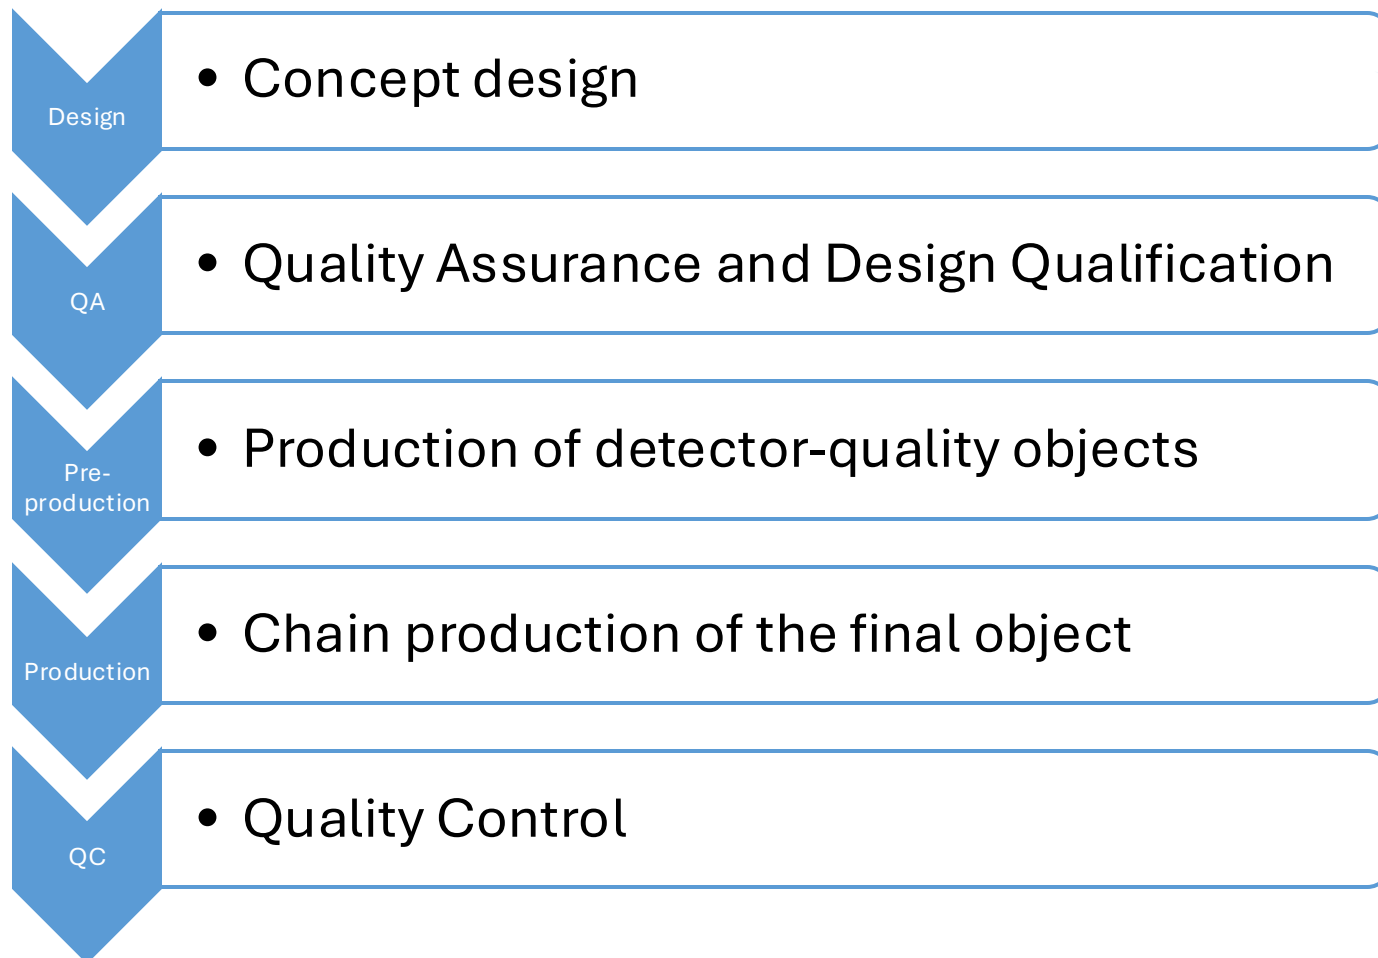 Design
• Concept design
QA
• Quality Assurance and Design Qualification
Pre-
production
• Production of detector-quality objects
Production
• Chain production of the final object
QC
• Quality Control